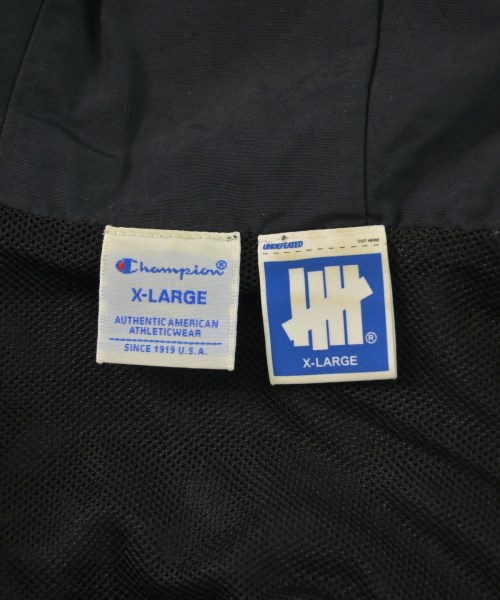 Champion®
X-LARGE
AUTHENTIC AMERICAN
ATHLETICWEAR
SINCE 1919 U.S.A.
UNDEFEATED
CUT HERE
®
X-LARGE